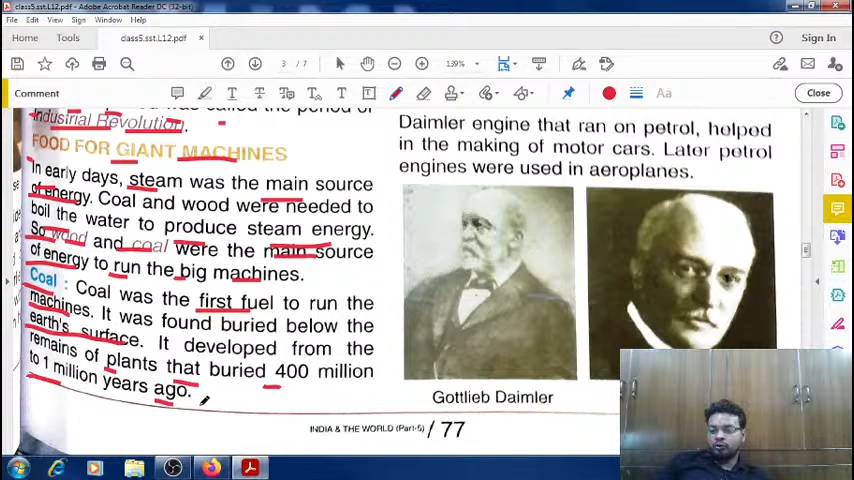 class5.sst.L12.pdf - Adobe Acrobat Reader DC (32-bit)
File Edit View Sign Window Help
Home Tools class5.sst.L12.pdf × Sign In
3 / 7 139%
Comment Close
Industrial Revolution.
FOOD FOR GIANT MACHINES
In early days, steam was the main source
of energy. Coal and wood were needed to
boil the water to produce steam energy.
So wood and coal were the main source
of energy to run the big machines.
Coal : Coal was the first fuel to run the
machines. It was found buried below the
earth's surface. It developed from the
remains of plants that buried 400 million
to 1 million years ago.
Daimler engine that ran on petrol, helped
in the making of motor cars. Later petrol
engines were used in aeroplanes.
Gottlieb Daimler
INDIA & THE WORLD (Part-5) / 77